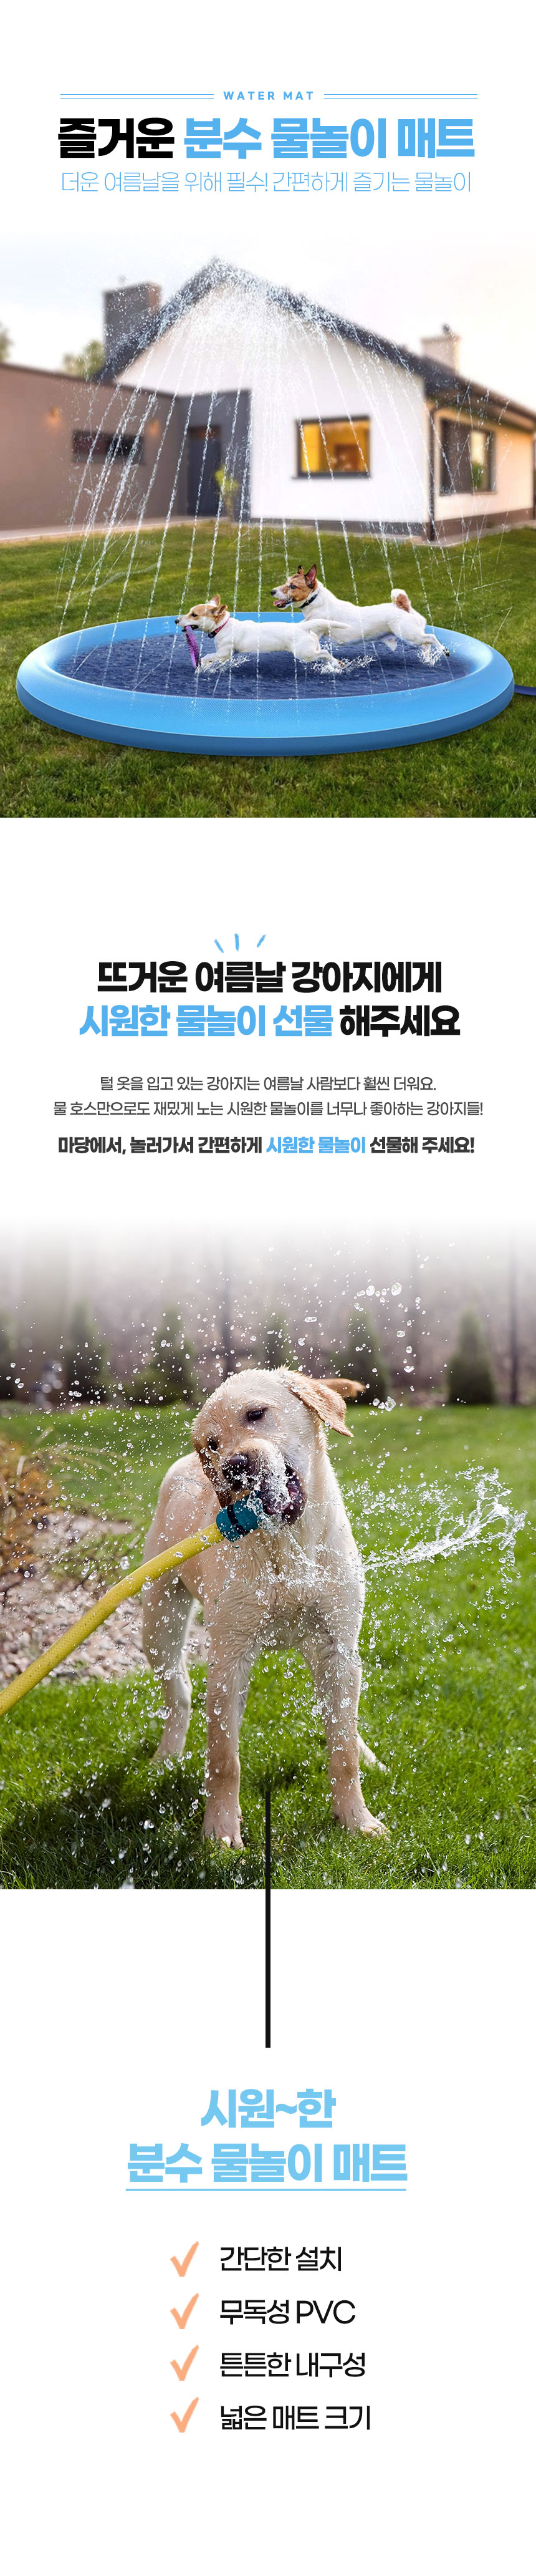 WATER MAT
즐거운 분수 물놀이 매트
더운 여름날을 위해 필수! 간편하게 즐기는 물놀이
뜨거운 여름날 강아지에게
시원한 물놀이 선물 해주세요
털 옷을 입고 있는 강아지는 여름날 사람보다 훨씬 더워요.
물 호스만으로도 재밌게 노는 시원한 물놀이를 너무나 좋아하는 강아지들!
마당에서, 놀러가서 간편하게 시원한 물놀이 선물해 주세요!
시원~한
분수 물놀이 매트
간단한 설치
무독성 PVC
튼튼한 내구성
넓은 매트 크기